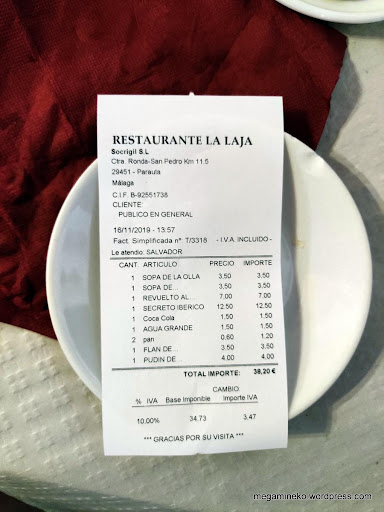 RESTAURANTE LA LAJA
Socrigil S.L
Ctra. Ronda-San Pedro Km 11.5
29451 - Parauta
Málaga
C.I.F. B-92551738
CLIENTE:
PUBLICO EN GENERAL
16/11/2019 - 13:57
Fact. Simplificada nº: T/3318 - I.V.A. INCLUIDO -
Le atendio: SALVADOR
CANT. ARTICULO PRECIO IMPORTE
1 SOPA DE LA OLLA 3,50 3,50
1 SOPA DE... 3,50 3,50
1 REVUELTO AL... 7,00 7,00
1 SECRETO IBERICO 12,50 12,50
1 Coca Cola 1,50 1,50
1 AGUA GRANDE 1,50 1,50
2 pan 0,60 1,20
1 FLAN DE... 3,50 3,50
1 PUDIN DE... 4,00 4,00
TOTAL IMPORTE: 38,20 €
CAMBIO:
% IVA Base Imponible Importe IVA
10.00% 34.73 3.47
*** GRACIAS POR SU VISITA ***
megamineko.wordpress.com